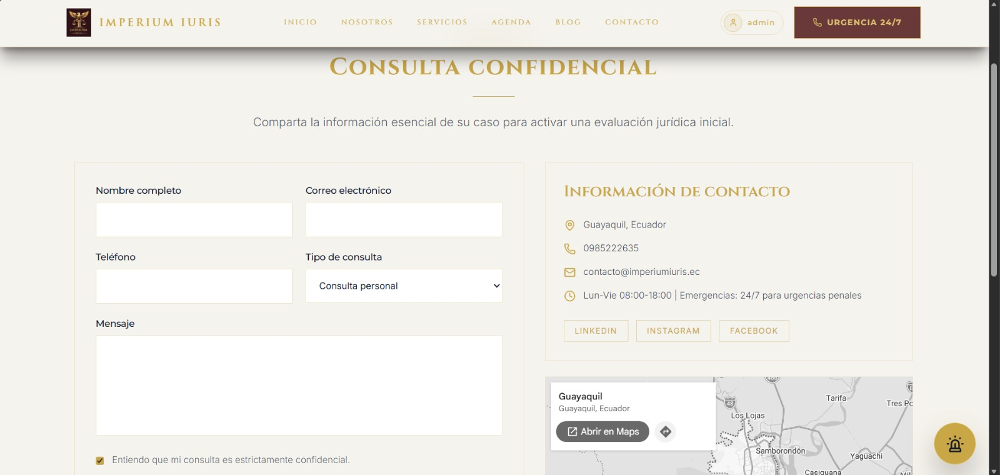 IMPERIUM
IMPERIUM IURIS
INICIO
NOSOTROS
SERVICIOS
AGENDA
BLOG
CONTACTO
admin
URGENCIA 24/7
Consulta confidencial
Comparta la información esencial de su caso para activar una evaluación jurídica inicial.
Nombre completo
Correo electrónico
Teléfono
Tipo de consulta
Consulta personal
Mensaje
Entiendo que mi consulta es estrictamente confidencial.
Información de contacto
Guayaquil, Ecuador
0985222635
contacto@imperiumiuris.ec
Lun-Vie 08:00-18:00 | Emergencias: 24/7 para urgencias penales
LINKEDIN
INSTAGRAM
FACEBOOK
Guayaquil
Guayaquil, Ecuador
Abrir en Maps
48
Tarifa
Tres Po
Los Lojas
Samborondón
Yaguachi
Casiguana